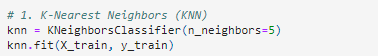 # 1. K-Nearest Neighbors (KNN)
knn = KNeighborsClassifier(n_neighbors=5)
knn.fit(X_train, y_train)